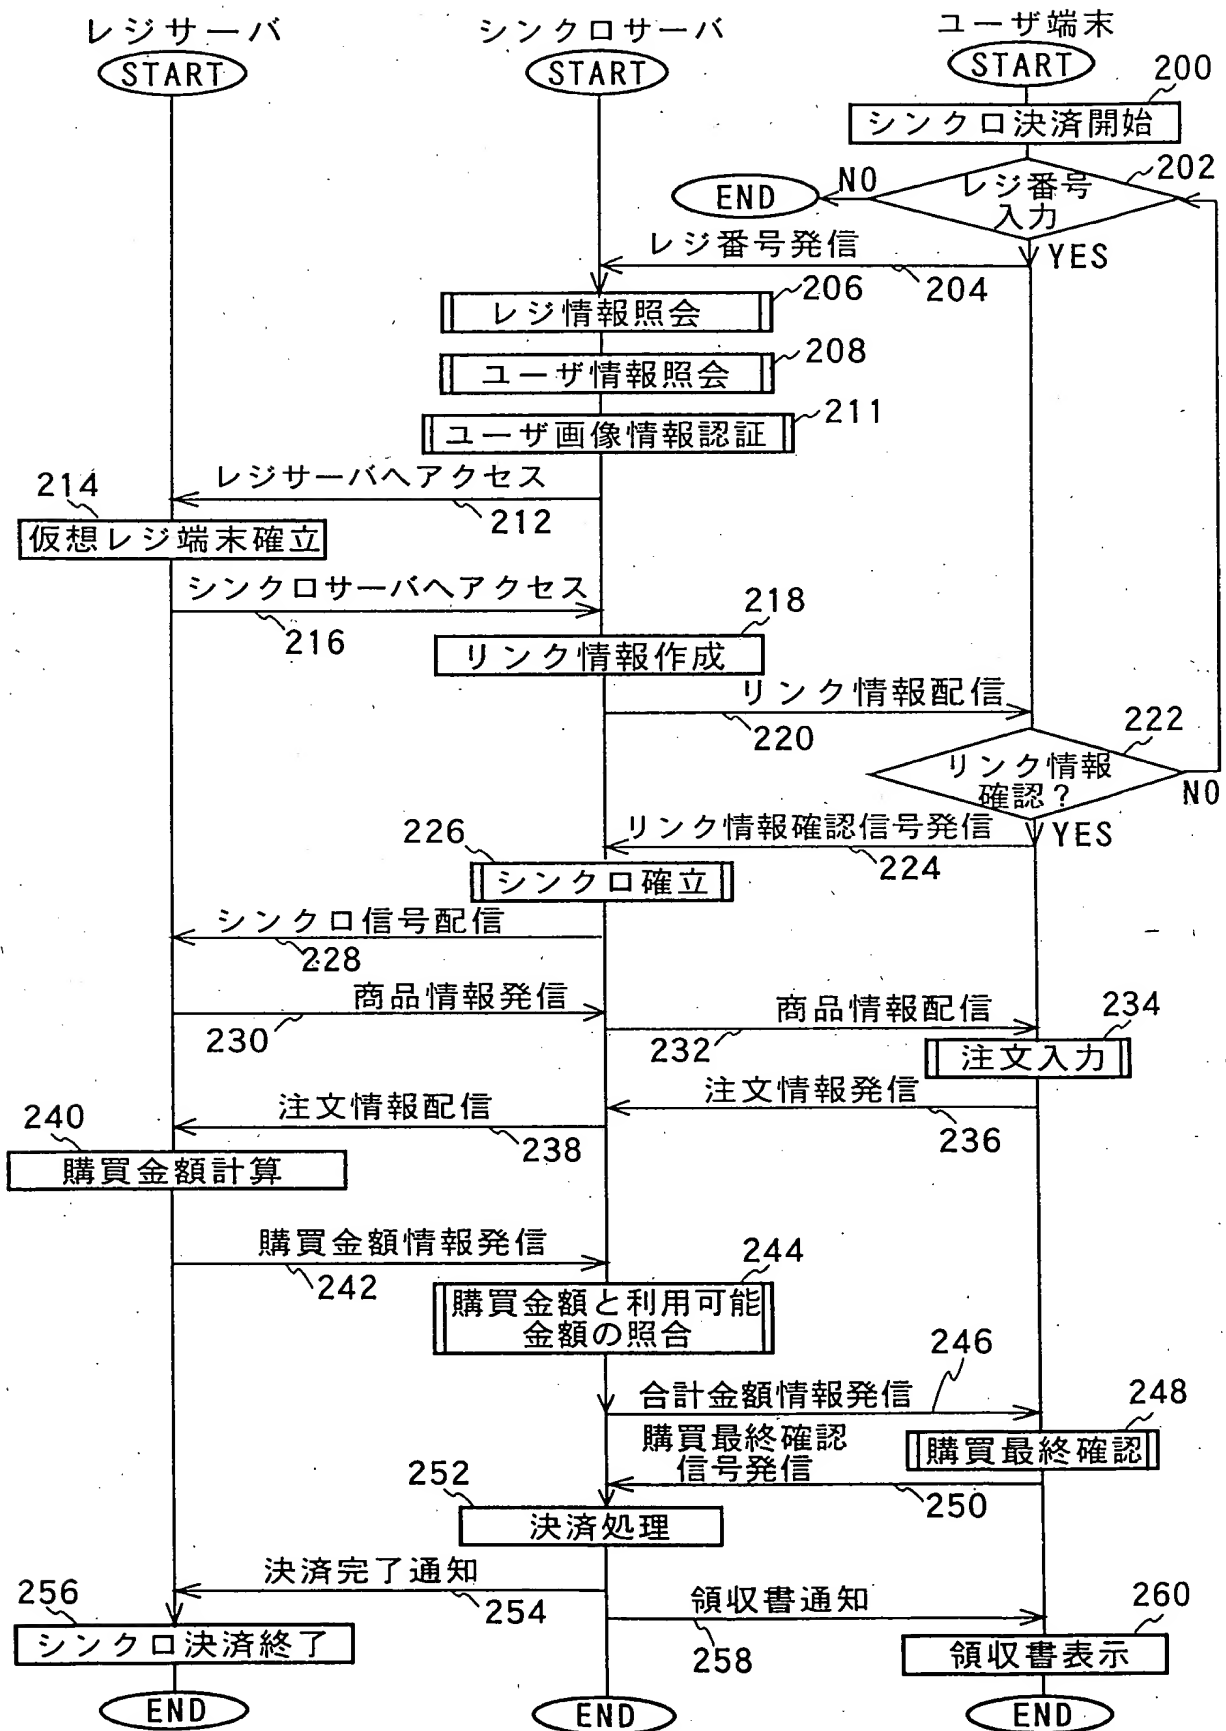 レジサーバ
シンクロサーバ
ユーザ端末
START
START
START
200
シンクロ決済開始
202
レジ番号
入力
NO
END
YES
レジ番号発信
204
206
レジ情報照会
208
ユーザ情報照会
211
ユーザ画像情報認証
レジサーバへアクセス
212
214
仮想レジ端末確立
シンクロサーバへアクセス
216
218
リンク情報作成
リンク情報配信
220
222
リンク情報
確認?
NO
YES
リンク情報確認信号発信
224
226
シンクロ確立
シンクロ信号配信
228
商品情報発信
230
商品情報配信
232
234
注文入力
注文情報発信
236
注文情報配信
238
240
購買金額計算
購買金額情報発信
242
244
購買金額と利用可能
金額の照合
246
合計金額情報発信
248
購買最終確認
購買最終確認
信号発信
250
252
決済処理
決済完了通知
254
256
シンクロ決済終了
領収書通知
258
260
領収書表示
END
END
END